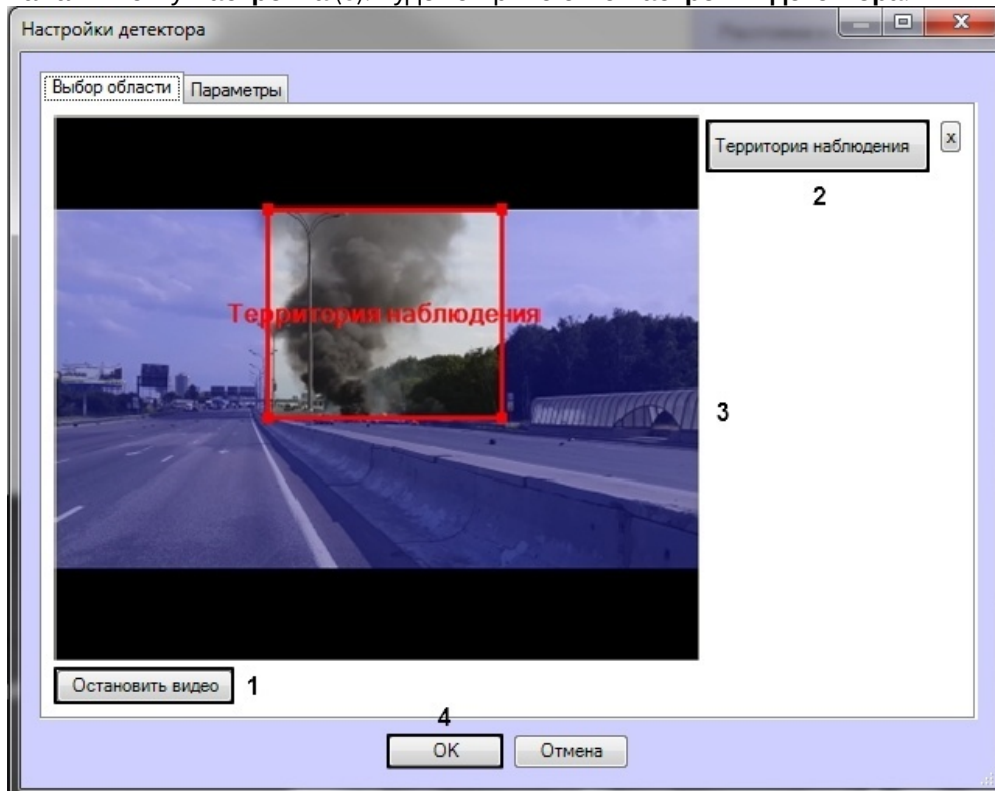 Настройки детектора
Выбор области Параметры
Территория наблюдения x
2
Территория наблюдения
3
Остановить видео 1
4
OK Отмена